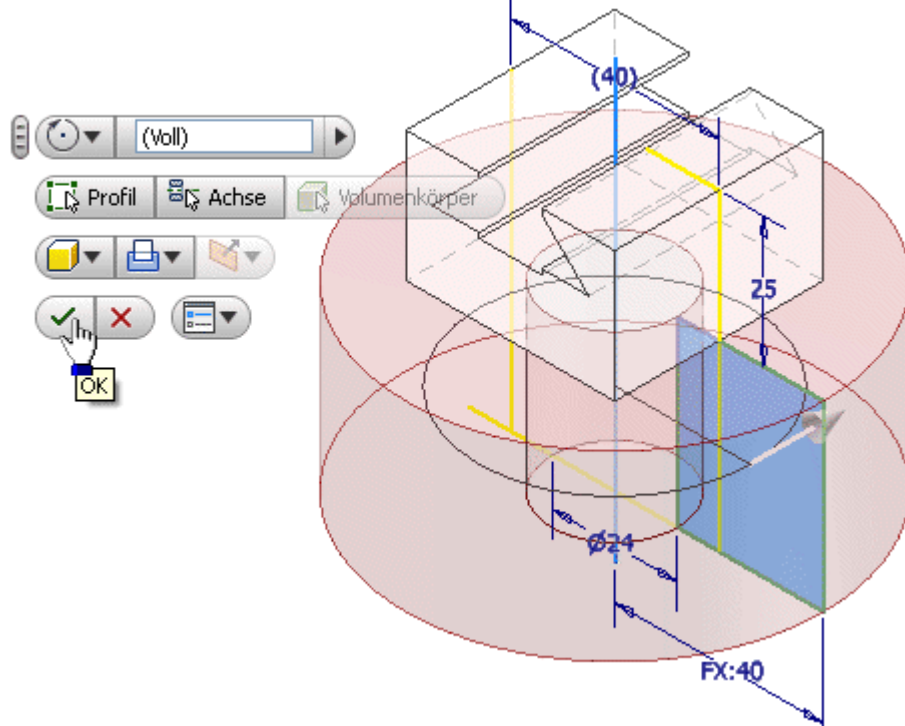 (40)
(Voll)
Profil
Achse
Volumenkörper
25
OK
Ø24
FX:40